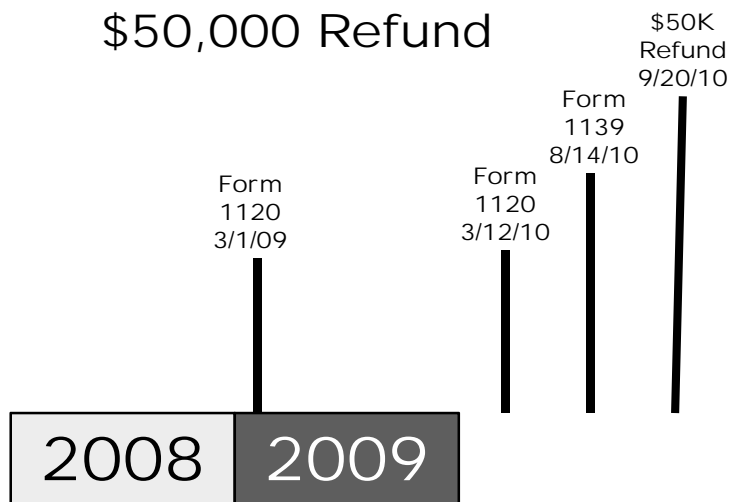 $50,000 Refund
$50K
Refund
9/20/10
Form
1139
8/14/10
Form
1120
3/12/10
Form
1120
3/1/09
2008
2009